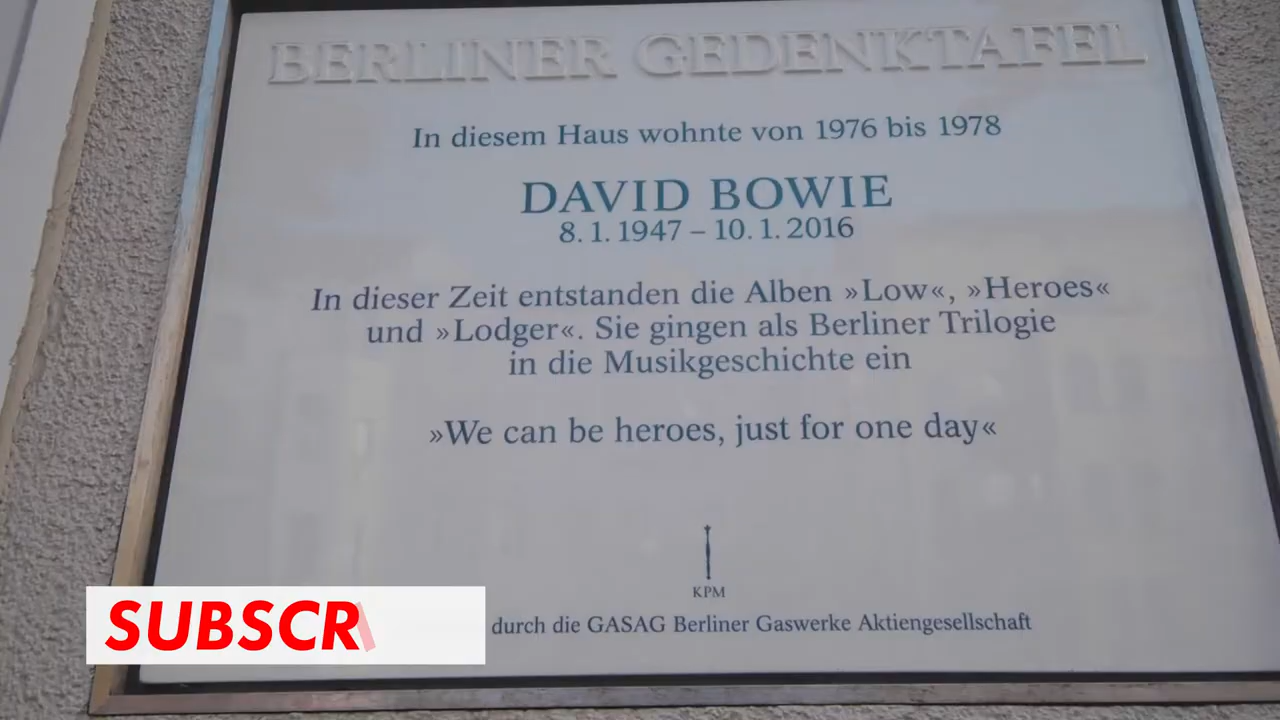 BERLINER GEDENKTAFEL
In diesem Haus wohnte von 1976 bis 1978
DAVID BOWIE
8. 1. 1947 – 10. 1. 2016
In dieser Zeit entstanden die Alben »Low«, »Heroes«
und »Lodger«. Sie gingen als Berliner Trilogie
in die Musikgeschichte ein
»We can be heroes, just for one day«
KPM
durch die GASAG Berliner Gaswerke Aktiengesellschaft
SUBSCR